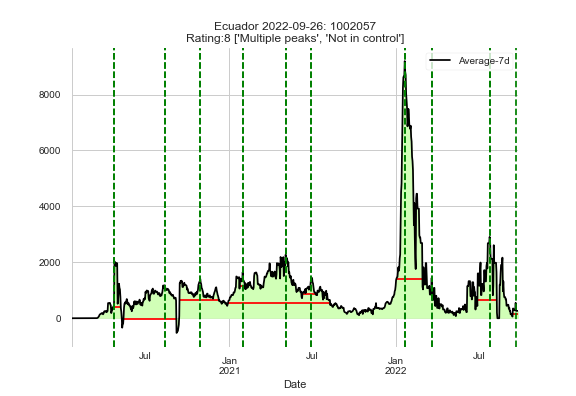 Ecuador 2022-09-26: 1002057
Rating:8 ['Multiple peaks', 'Not in control']
Average-7d
8000
6000
4000
2000
0
Jul
Jan
2021
Jul
Jan
2022
Jul
Date